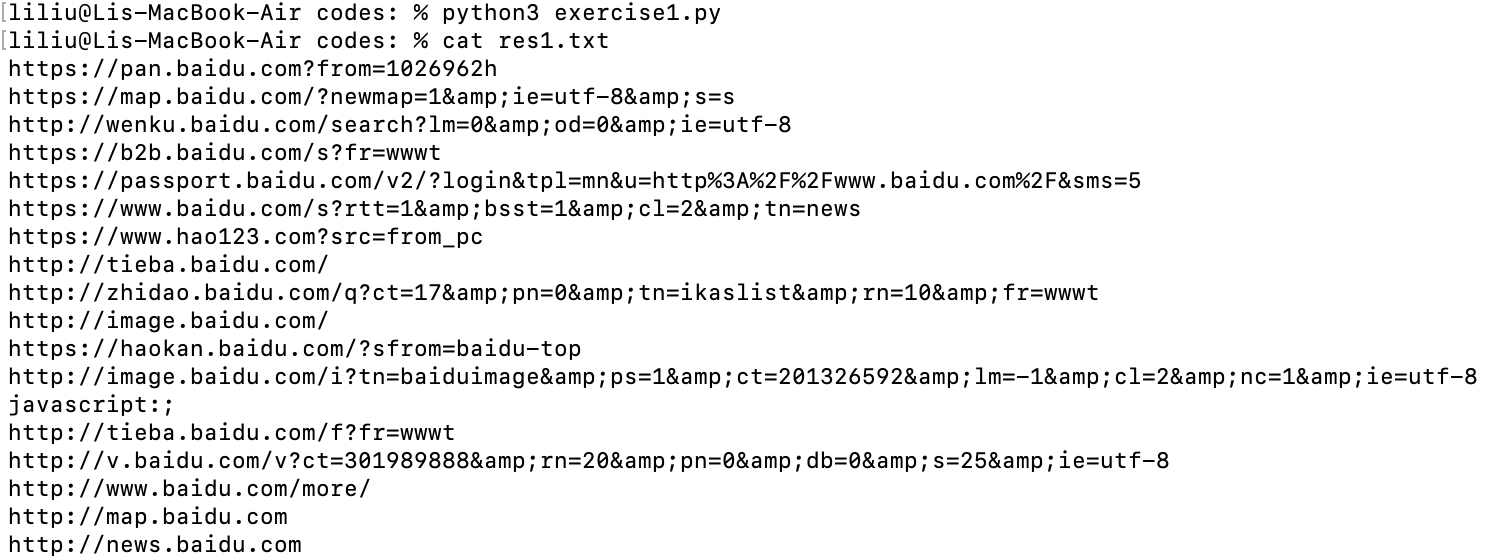 [liliu@Lis-MacBook-Air codes: % python3 exercise1.py
[liliu@Lis-MacBook-Air codes: % cat res1.txt
https://pan.baidu.com?from=1026962h
https://map.baidu.com/?newmap=1&amp;ie=utf-8&amp;s=s
http://wenku.baidu.com/search?lm=0&amp;od=0&amp;ie=utf-8
https://b2b.baidu.com/s?fr=wwwt
https://passport.baidu.com/v2/?login&tpl=mn&u=http%3A%2F%2Fwww.baidu.com%2F&sms=5
https://www.baidu.com/s?rtt=1&amp;bsst=1&amp;cl=2&amp;tn=news
https://www.hao123.com?src=from_pc
http://tieba.baidu.com/
http://zhidao.baidu.com/q?ct=17&amp;pn=0&amp;tn=ikaslist&amp;rn=10&amp;fr=wwwt
http://image.baidu.com/
https://haokan.baidu.com/?sfrom=baidu-top
http://image.baidu.com/i?tn=baiduimage&amp;ps=1&amp;ct=201326592&amp;lm=-1&amp;cl=2&amp;nc=1&amp;ie=utf-8
javascript:;
http://tieba.baidu.com/f?fr=wwwt
http://v.baidu.com/v?ct=301989888&amp;rn=20&amp;pn=0&amp;db=0&amp;s=25&amp;ie=utf-8
http://www.baidu.com/more/
http://map.baidu.com
http://news.baidu.com